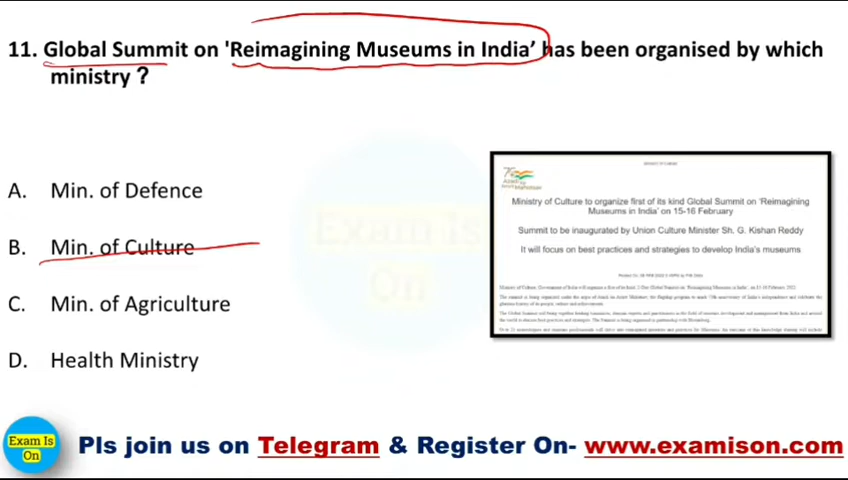 11. Global Summit on 'Reimagining Museums in India’ has been organised by which
ministry ?
A. Min. of Defence
B. Min. of Culture
C. Min. of Agriculture
D. Health Ministry
Exam Is
On
Ministry of Culture to organize first of its kind Global Summit on 'Reimagining
Museums in India' on 15-16 February
Summit to be inaugurated by Union Culture Minister Sh. G. Kishan Reddy
It will focus on best practices and strategies to develop India's museums
Exam Is
On
Pls join us on Telegram & Register On- www.examison.com